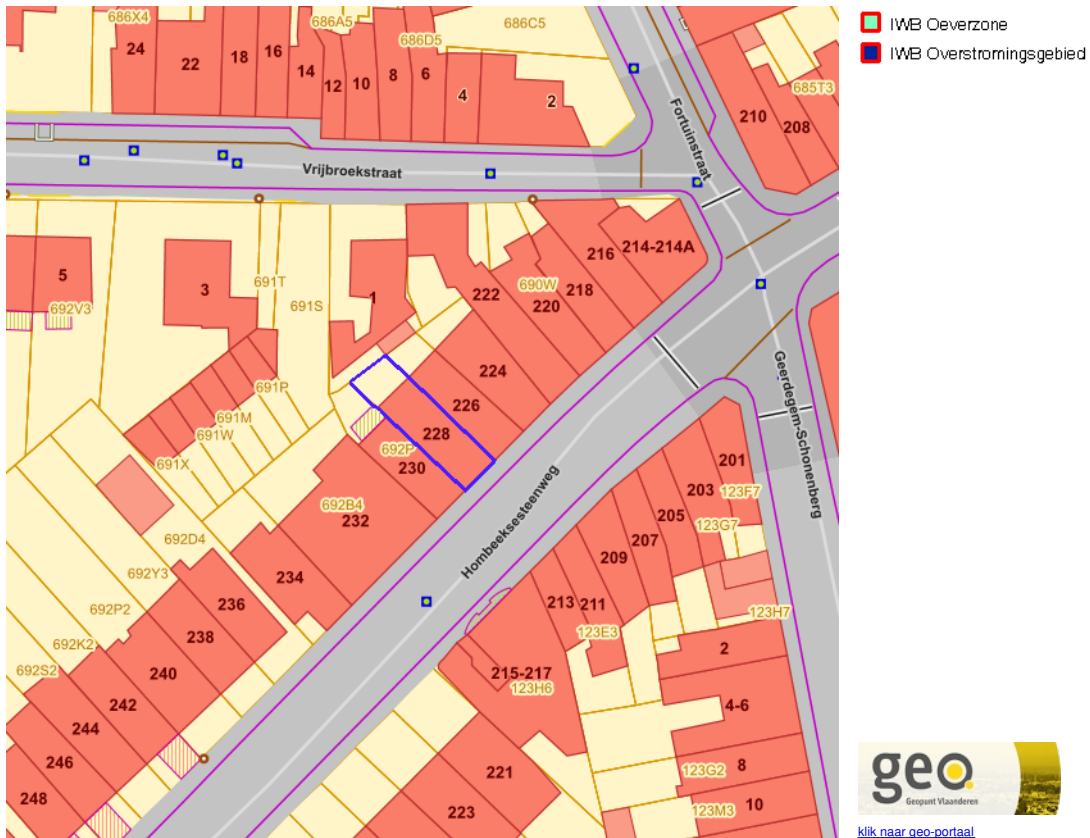 686X4
686A5
686C5
686D5
24
22
18
16
14
12
10
8
6
4
2
Fortuinstraat
210
208
685T3
Vrijbroekstraat
5
692V3
3
691T
691S
1
222
690W
220
218
216
214-214A
224
226
228
692P
230
692B4
232
234
691P
691M
691W
691X
692D4
692Y3
692P2
692K2
692S2
236
238
240
242
244
246
248
Hombeeksesteenweg
Geerdegem-Schonenberg
201
203
123F7
205
123G7
207
209
211
213
123E3
123H7
215-217
123H6
2
4-6
8
123G2
10
123M3
221
223
IWB Oeverzone
IWB Overstromingsgebied
geo
Geopunt Vlaanderen
klik naar geo-portaal